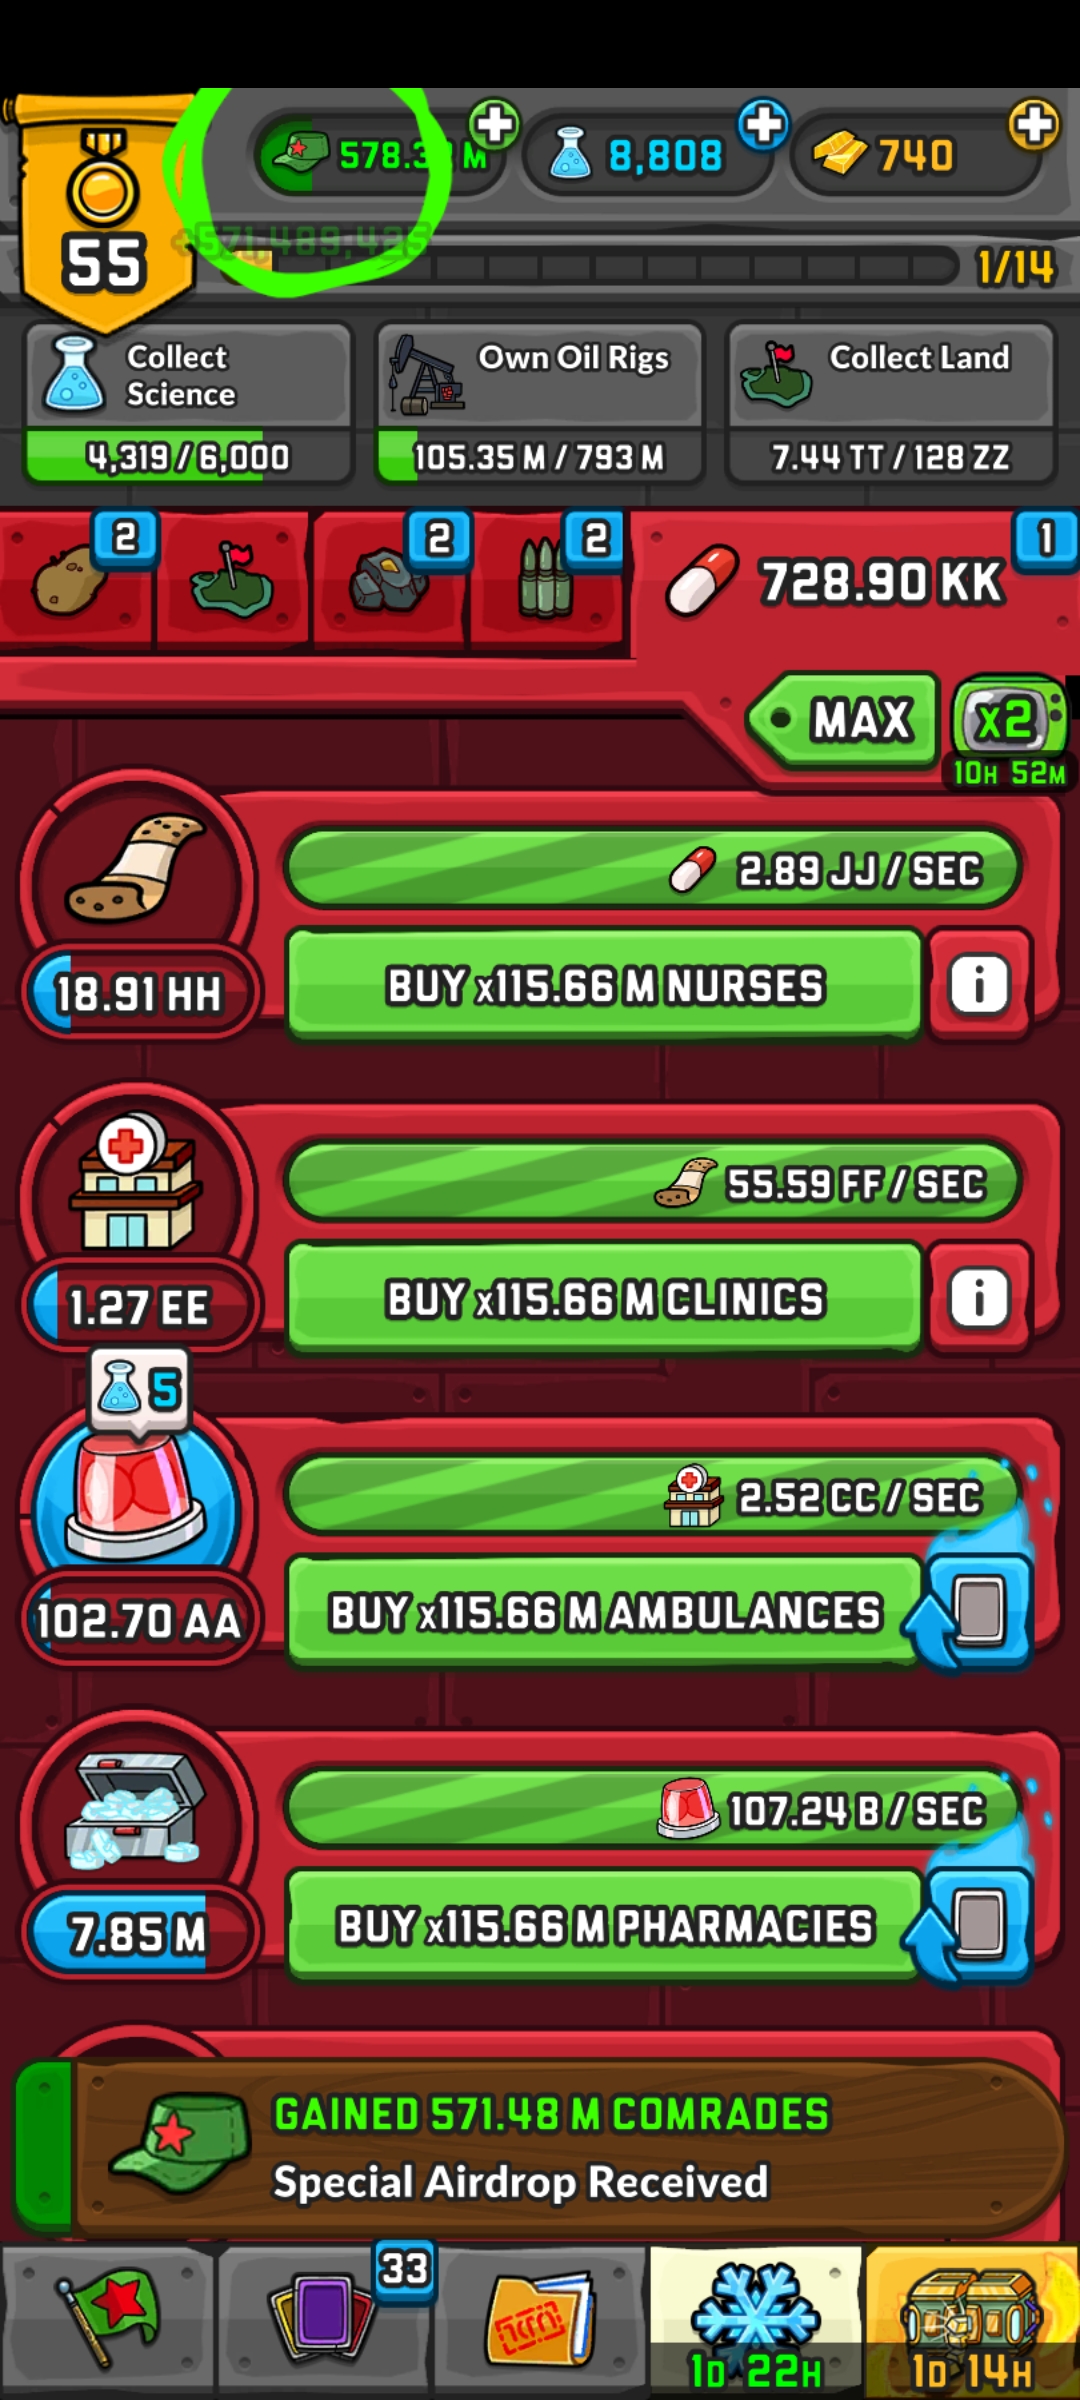 8,808
740
55
+571,489,425
1/14
Collect
Science
4,319 / 6,000
Own Oil Rigs
105.35 M / 793 M
Collect Land
7.44 TT / 128 ZZ
2
2
2
1
728.90 KK
MAX
x2
10H 52M
2.89 JJ / SEC
18.91 HH
BUY x115.66 M NURSES
i
55.59 FF / SEC
1.27 EE
BUY x115.66 M CLINICS
i
5
2.52 CC / SEC
102.70 AA
BUY x115.66 M AMBULANCES
107.24 B / SEC
7.85 M
BUY x115.66 M PHARMACIES
GAINED 571.48 M COMRADES
Special Airdrop Received
33
1D 22H
1D 14H